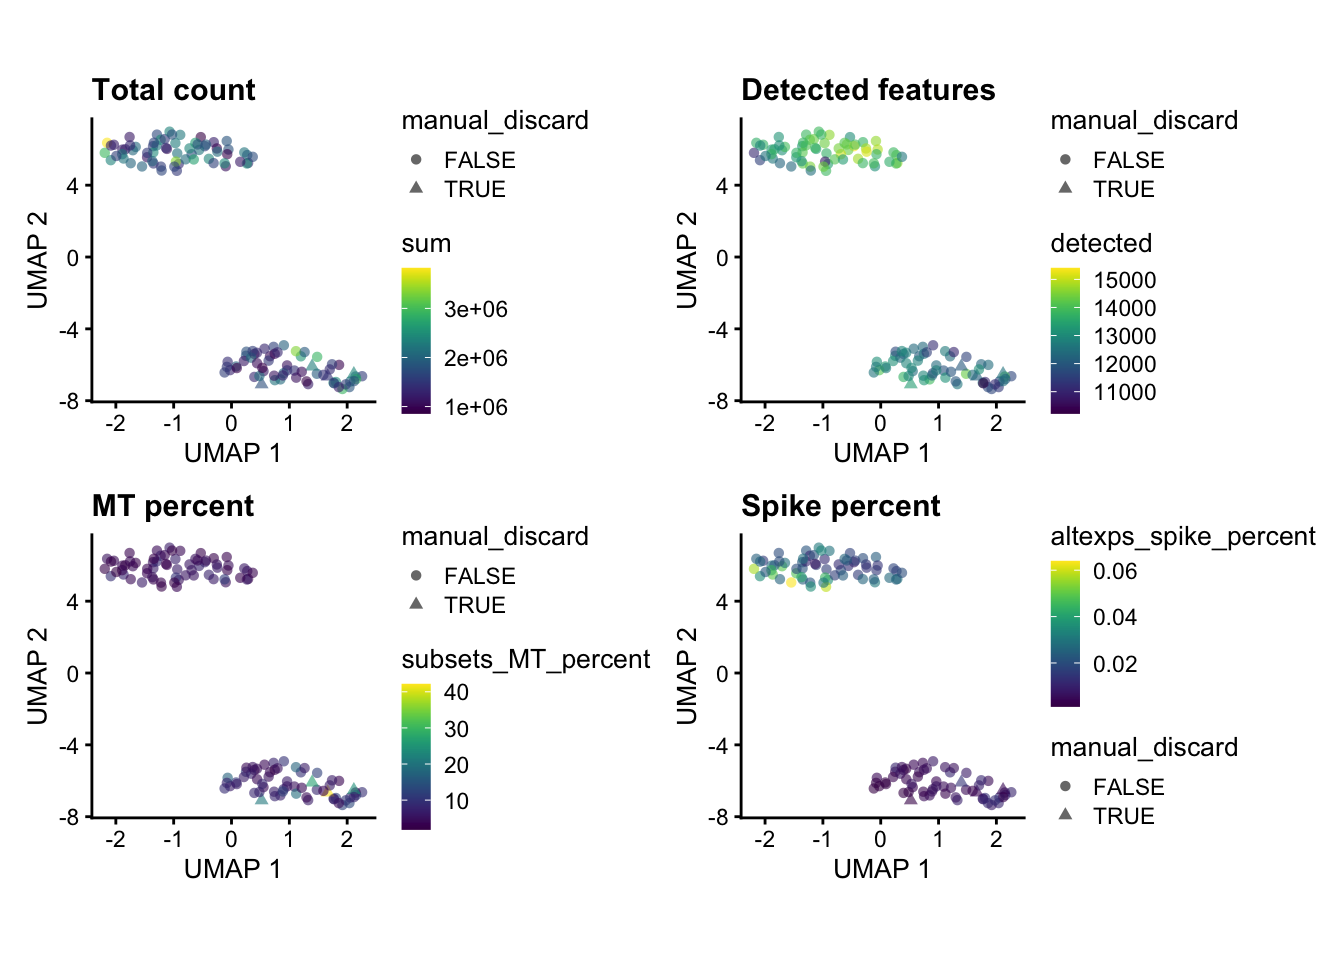 Total count
manual_discard
FALSE
TRUE
sum
3e+06
2e+06
1e+06
UMAP 2
4
0
-4
-8
-2 -1 0 1 2
UMAP 1
Detected features
manual_discard
FALSE
TRUE
detected
15000
14000
13000
12000
11000
UMAP 2
4
0
-4
-8
-2 -1 0 1 2
UMAP 1
MT percent
manual_discard
FALSE
TRUE
subsets_MT_percent
40
30
20
10
UMAP 2
4
0
-4
-8
-2 -1 0 1 2
UMAP 1
Spike percent
altexps_spike_percent
0.06
0.04
0.02
manual_discard
FALSE
TRUE
UMAP 2
4
0
-4
-8
-2 -1 0 1 2
UMAP 1